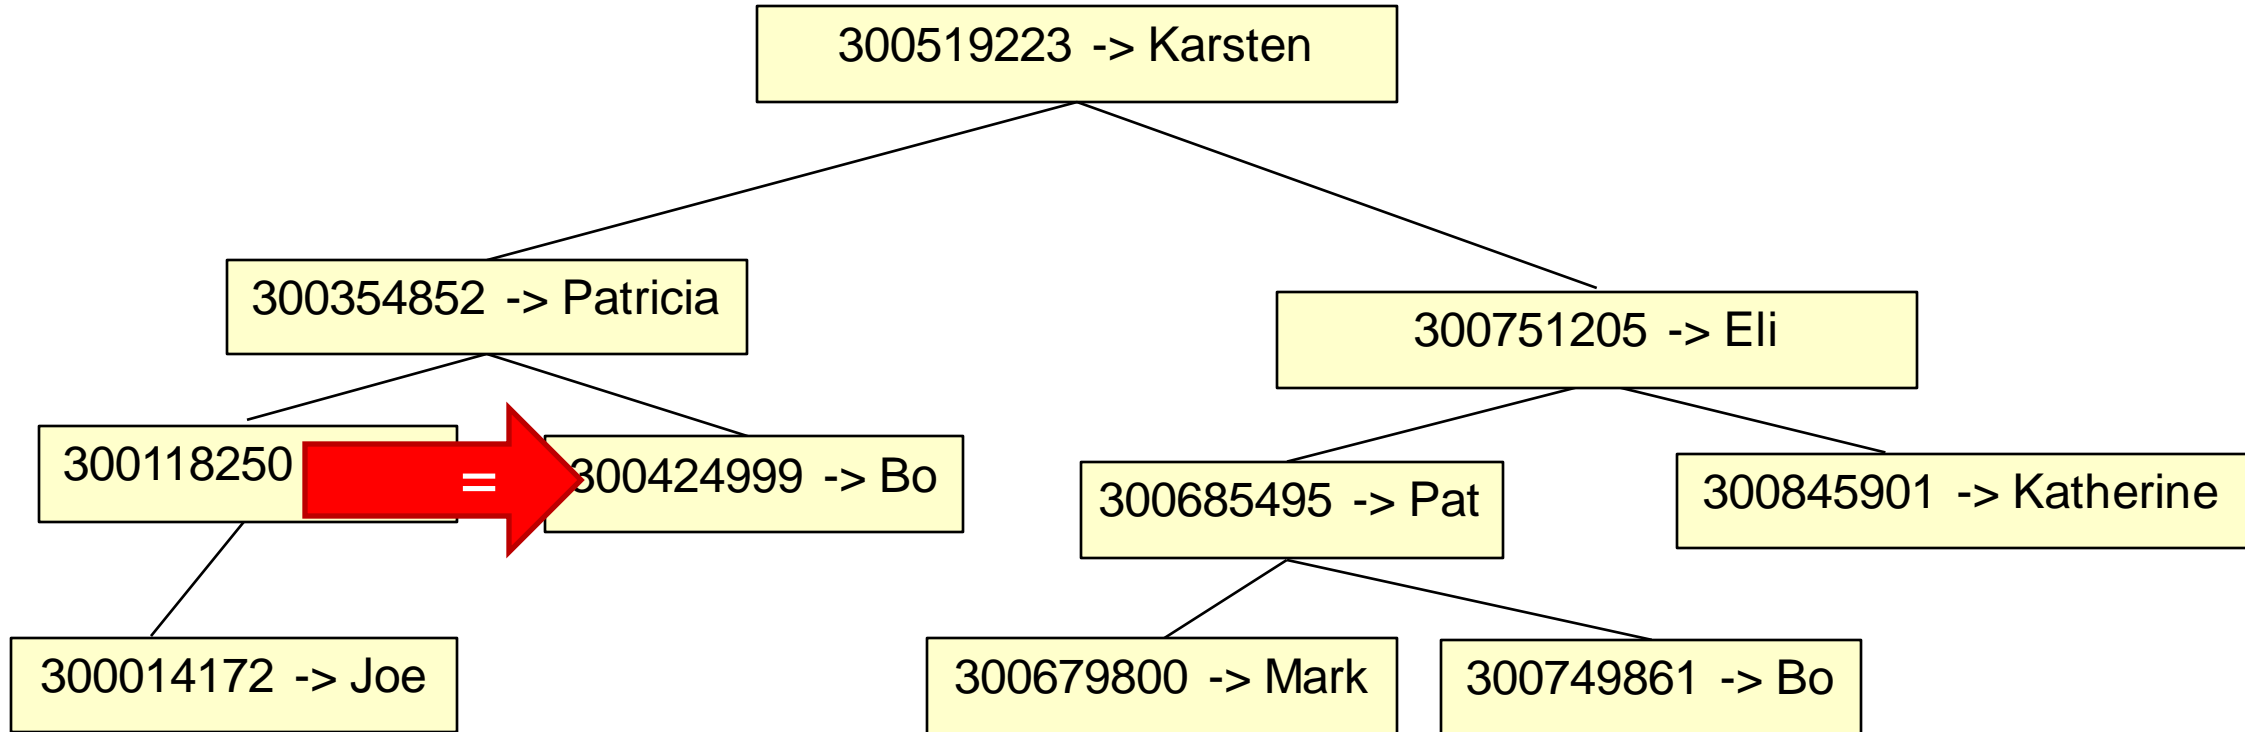 300519223 -> Karsten
300354852 -> Patricia
300751205 -> Eli
300118250
=
300424999 -> Bo
300685495 -> Pat
300845901 -> Katherine
300014172 -> Joe
300679800 -> Mark
300749861 -> Bo